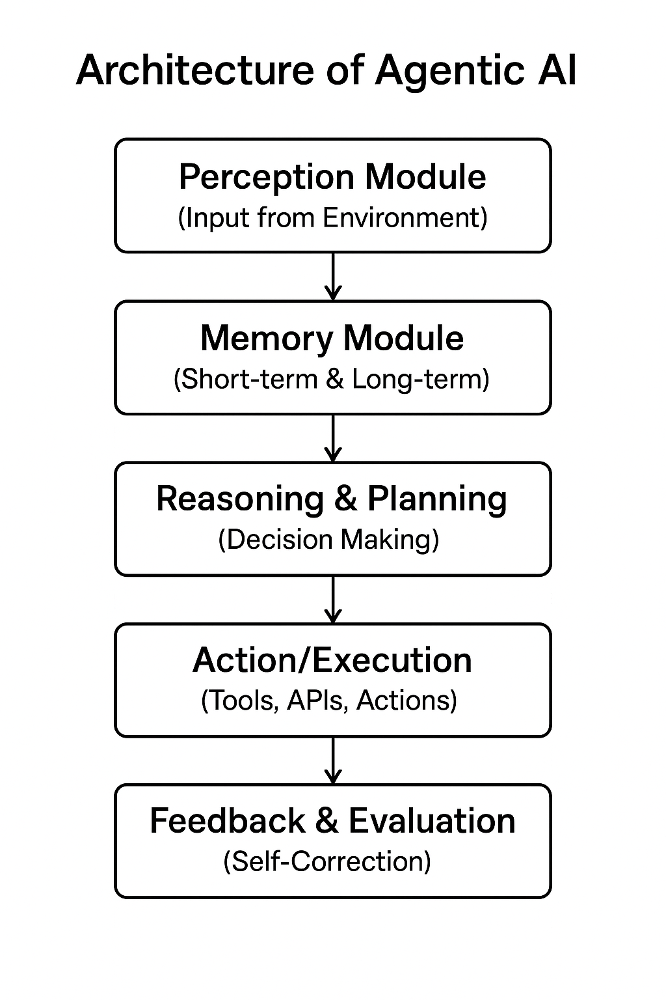 Architecture of Agentic AI
Perception Module
(Input from Environment)
Memory Module
(Short-term & Long-term)
Reasoning & Planning
(Decision Making)
Action/Execution
(Tools, APIs, Actions)
Feedback & Evaluation
(Self-Correction)